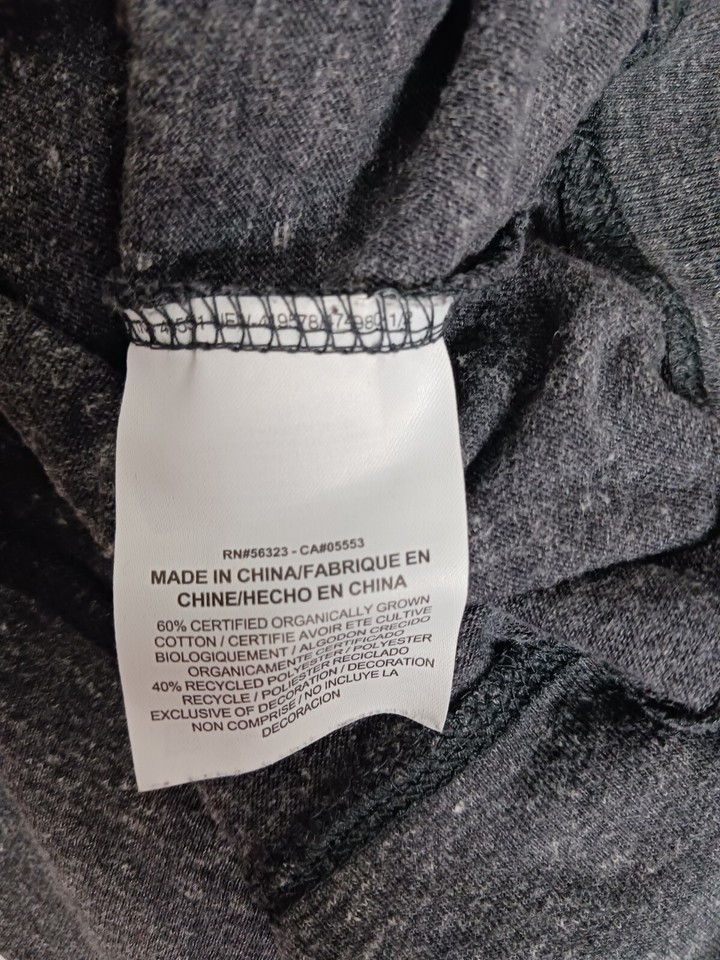 419578
RN#56323 - CA#05553
MADE IN CHINA/FABRIQUE EN
CHINE/HECHO EN CHINA
60% CERTIFIED ORGANICALLY GROWN
COTTON / CERTIFIE AVOIR ETE CULTIVE
BIOLOGIQUEMENT / ALGODON CRECIDO
ORGANICAMENTE CERTIFICADO
40% RECYCLED POLYESTER / POLYESTER
RECYCLE / POLIESTER RECICLADO
EXCLUSIVE OF DECORATION / DECORATION
NON COMPRISE / NO INCLUYE LA
DECORACION